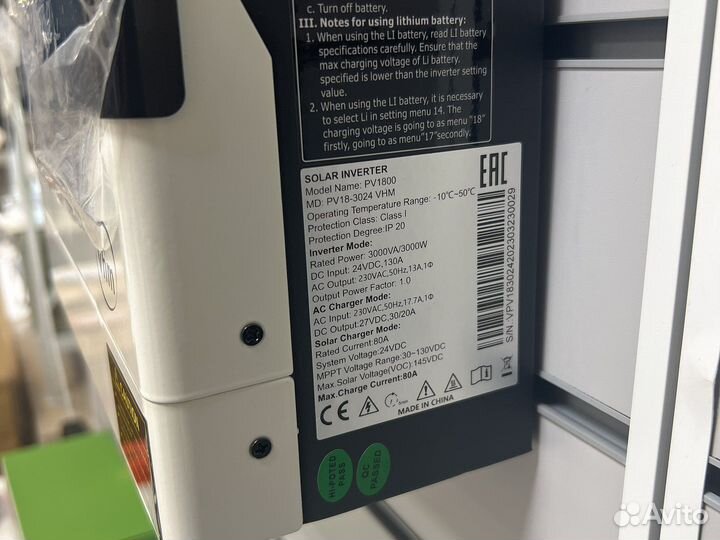 c. Turn off battery.
III. Notes for using lithium battery:
1. When using the LI battery, read LI battery
specifications carefully. Ensure that the
max charging voltage of Li battery.
specified is lower than the inverter setting
value.
2. When using the LI battery, it is necessary
to select Li in setting menu 14. The
charging voltage is going to as menu "18"
firstly, going to as menu"17"secondly.
SOLAR INVERTER
Model Name: PV1800
MD: PV18-3024 VHM
Operating Temperature Range: -10℃~50℃
Protection Class: Class I
Protection Degree:IP 20
Inverter Mode:
Rated Power: 3000VA/3000W
DC Input: 24VDC,130A
AC Output: 230VAC,50Hz,13A,1Φ
Output Power Factor: 1.0
AC Charger Mode:
AC Input: 230VAC,50Hz,17.7A,1Φ
DC Output:27VDC,30/20A
Solar Charger Mode:
Rated Current:80A
System Voltage:24VDC
MPPT Voltage Range:30~130VDC
Max.Solar Voltage(VOC):145VDC
Max.Charge Current:80A
EAC
S/N :VPV18302420230323​0029
CE
5min
MADE IN CHINA
HI-POTED
PASS
QC
PASSED
Avito